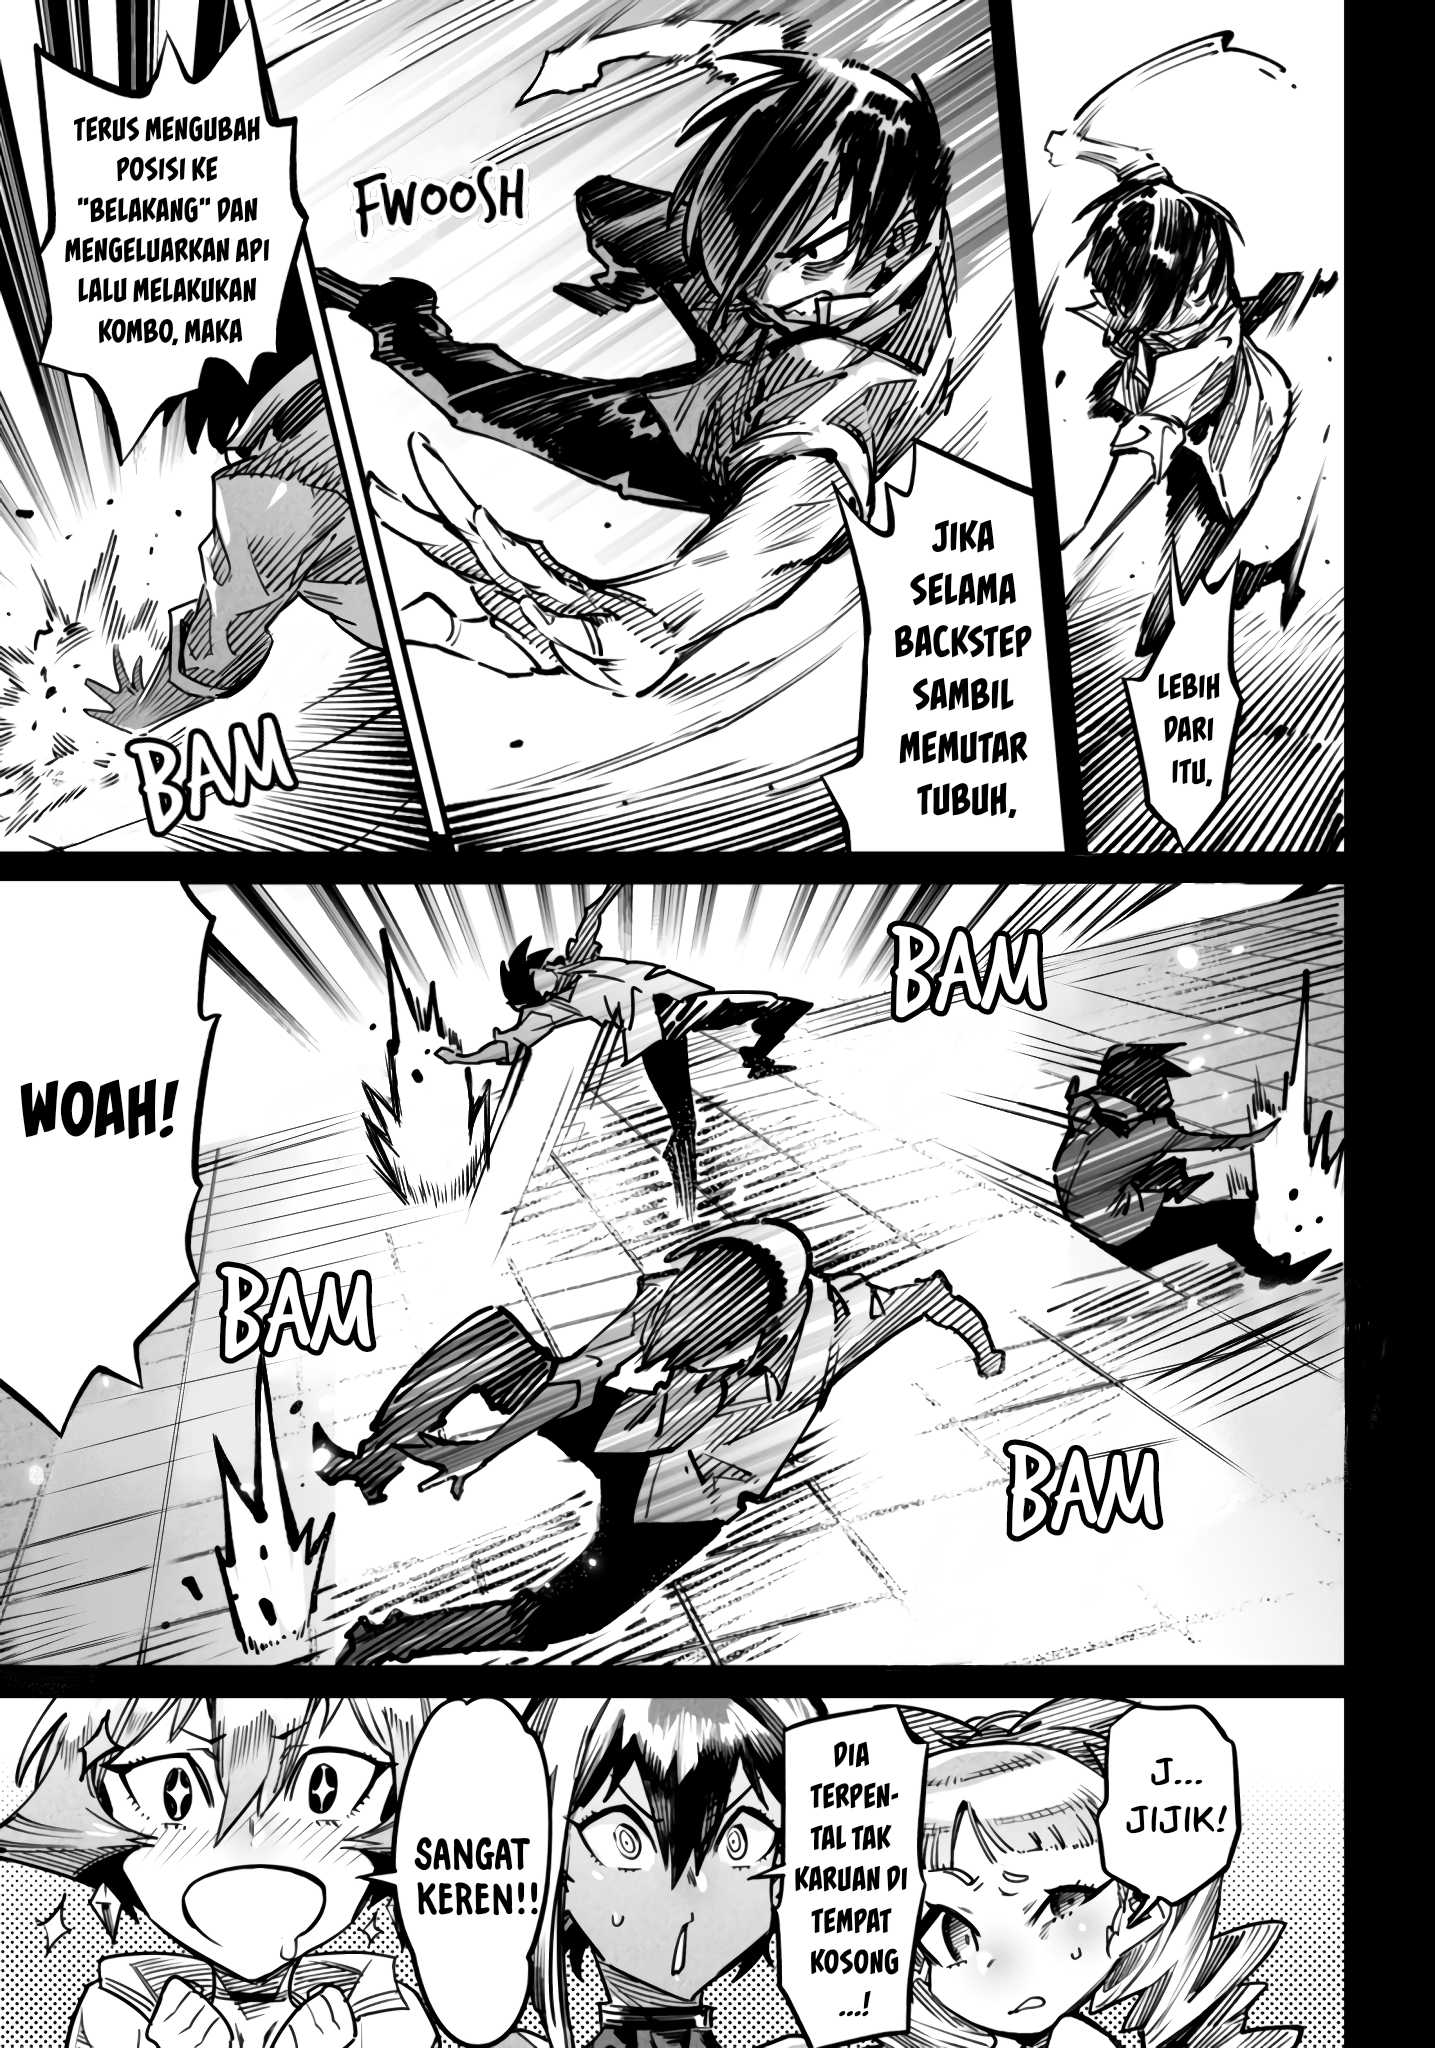 LEBIH
DARI
ITU,
JIKA
SELAMA
BACKSTEP
SAMBIL
MEMUTAR
TUBUH,
FWOOSH
TERUS MENGUBAH
POSISI KE
"BELAKANG" DAN
MENGELUARKAN API
LALU MELAKUKAN
KOMBO, MAKA
BAM
BAM
WOAH!
BAM
BAM
J...
JIJIK!
DIA
TERPEN-
TAL TAK
KARUAN DI
TEMPAT
KOSONG
...!
SANGAT
KEREN!!